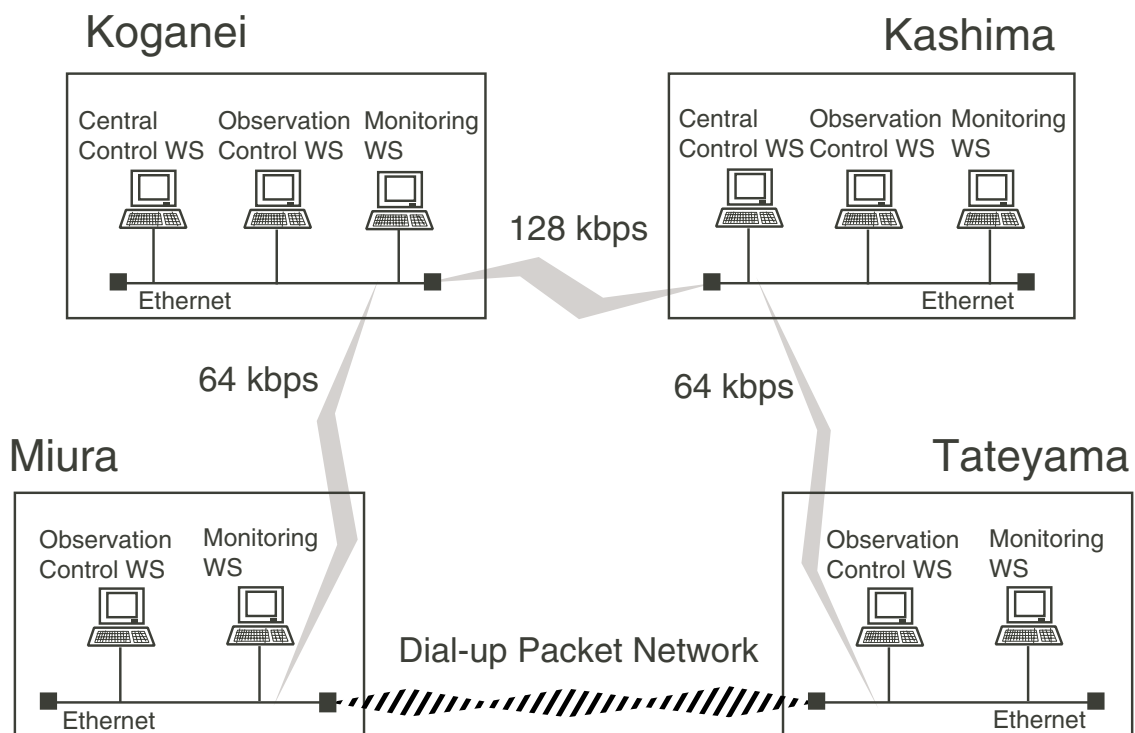 Koganei
Kashima
Central
Control WS
Observation
Control WS
Monitoring
WS
Ethernet
128 kbps
Central
Control WS
Observation
Control WS
Monitoring
WS
Ethernet
64 kbps
64 kbps
Miura
Tateyama
Observation
Control WS
Monitoring
WS
Ethernet
Dial-up Packet Network
Observation
Control WS
Monitoring
WS
Ethernet